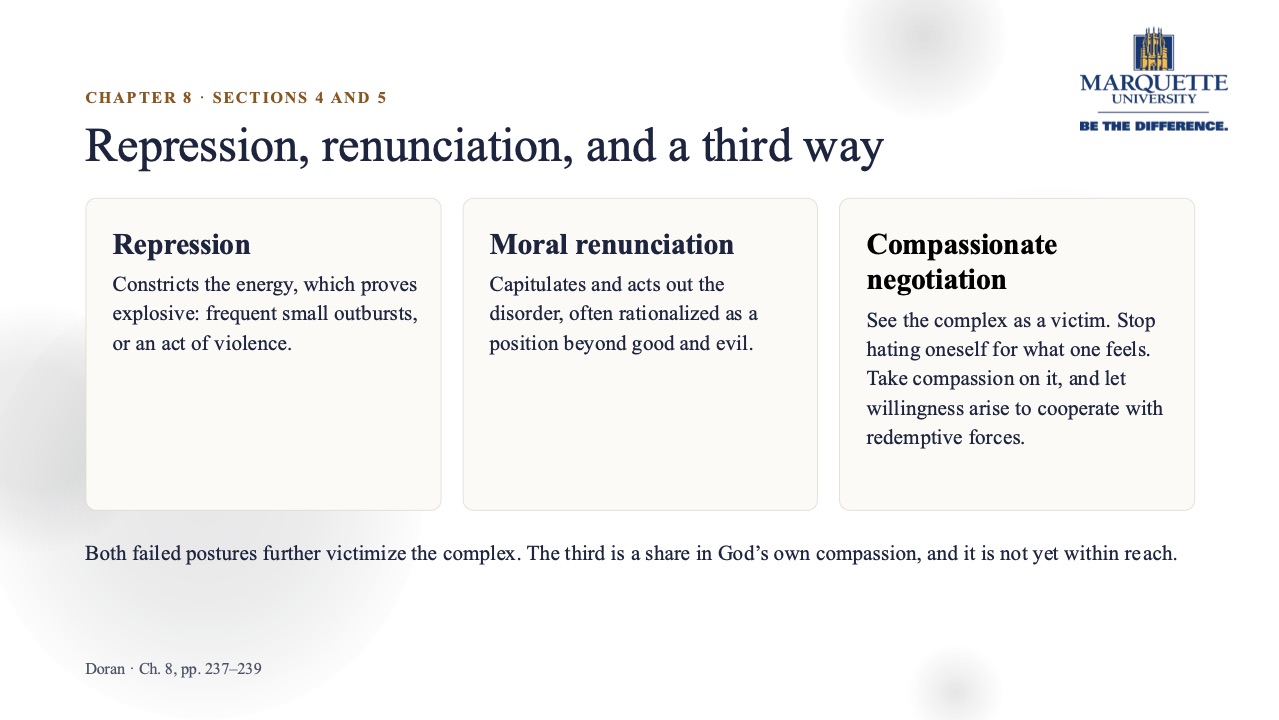 MARQUETTE
UNIVERSITY
BE THE DIFFERENCE.
CHAPTER 8 · SECTIONS 4 AND 5
Repression, renunciation, and a third way
Repression
Constricts the energy, which proves
explosive: frequent small outbursts,
or an act of violence.
Moral renunciation
Capitulates and acts out the
disorder, often rationalized as a
position beyond good and evil.
Compassionate
negotiation
See the complex as a victim. Stop
hating oneself for what one feels.
Take compassion on it, and let
willingness arise to cooperate with
redemptive forces.
Both failed postures further victimize the complex. The third is a share in God’s own compassion, and it is not yet within reach.
Doran · Ch. 8, pp. 237–239